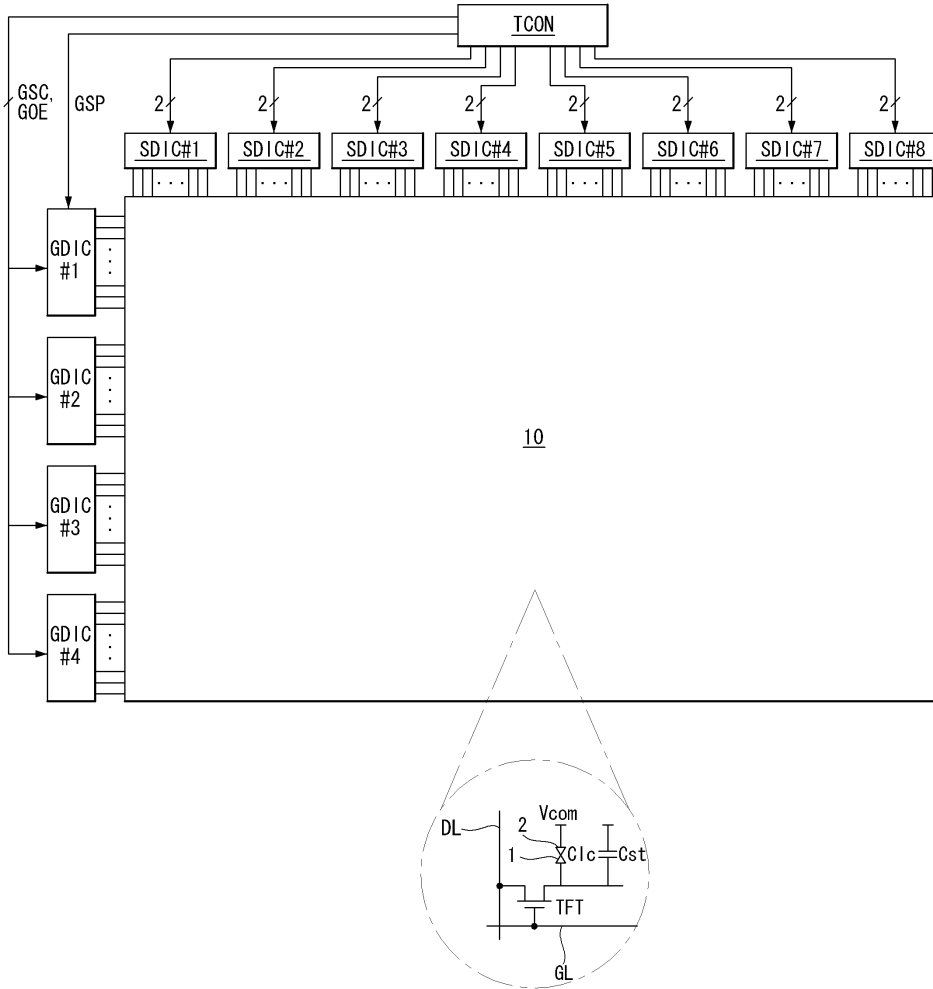 TCON
GSC,
GOE
GSP
2 2 2 2 2 2 2 2
SDIC#1 SDIC#2 SDIC#3 SDIC#4 SDIC#5 SDIC#6 SDIC#7 SDIC#8
GDIC
#1
GDIC
#2
10
GDIC
#3
GDIC
#4
Vcom
DL 2
1 Clc Cst
TFT
GL